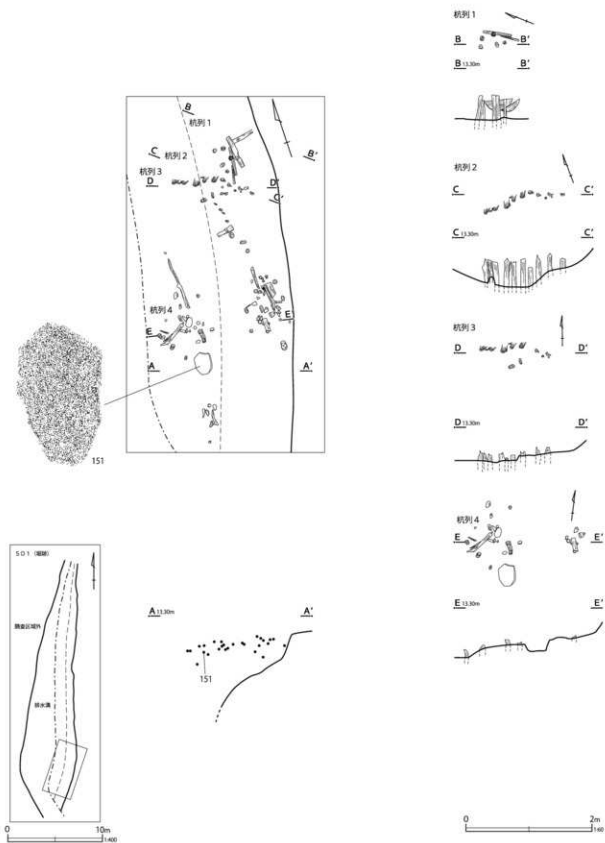 杭列1
B B'
B 13.30m B'
B
杭列1
C
杭列2
B'
杭列3
D D'
C'
杭列4
E E'
A A'
151
杭列2
C C'
C 13.30m C'
杭列3
D D'
D 13.30m D'
杭列4
E E'
E 13.30m E'
SD1（堀跡）
調査区域外
排水溝
A 13.30m A'
151
0 10m
1:400
0 2m
1:60